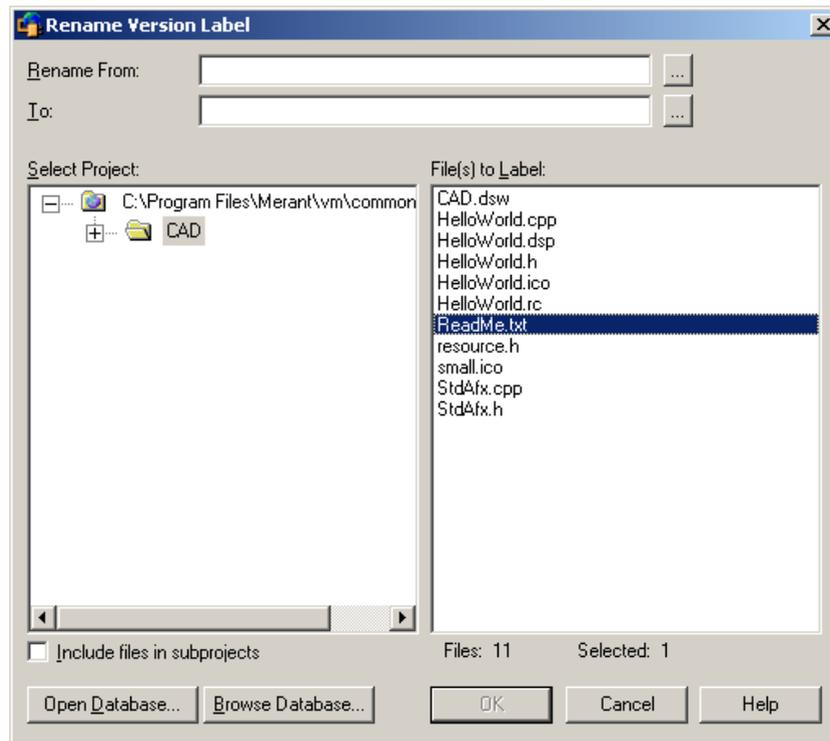 Rename Version Label
Rename From:
...
To:
...
Select Project:
C:\Program Files\Merant\vm\common
CAD
File(s) to Label:
CAD.dsw
HelloWorld.cpp
HelloWorld.dsp
HelloWorld.h
HelloWorld.ico
HelloWorld.rc
ReadMe.txt
resource.h
small.ico
StdAfx.cpp
StdAfx.h
Include files in subprojects
Files: 11 Selected: 1
Open Database... Browse Database... OK Cancel Help